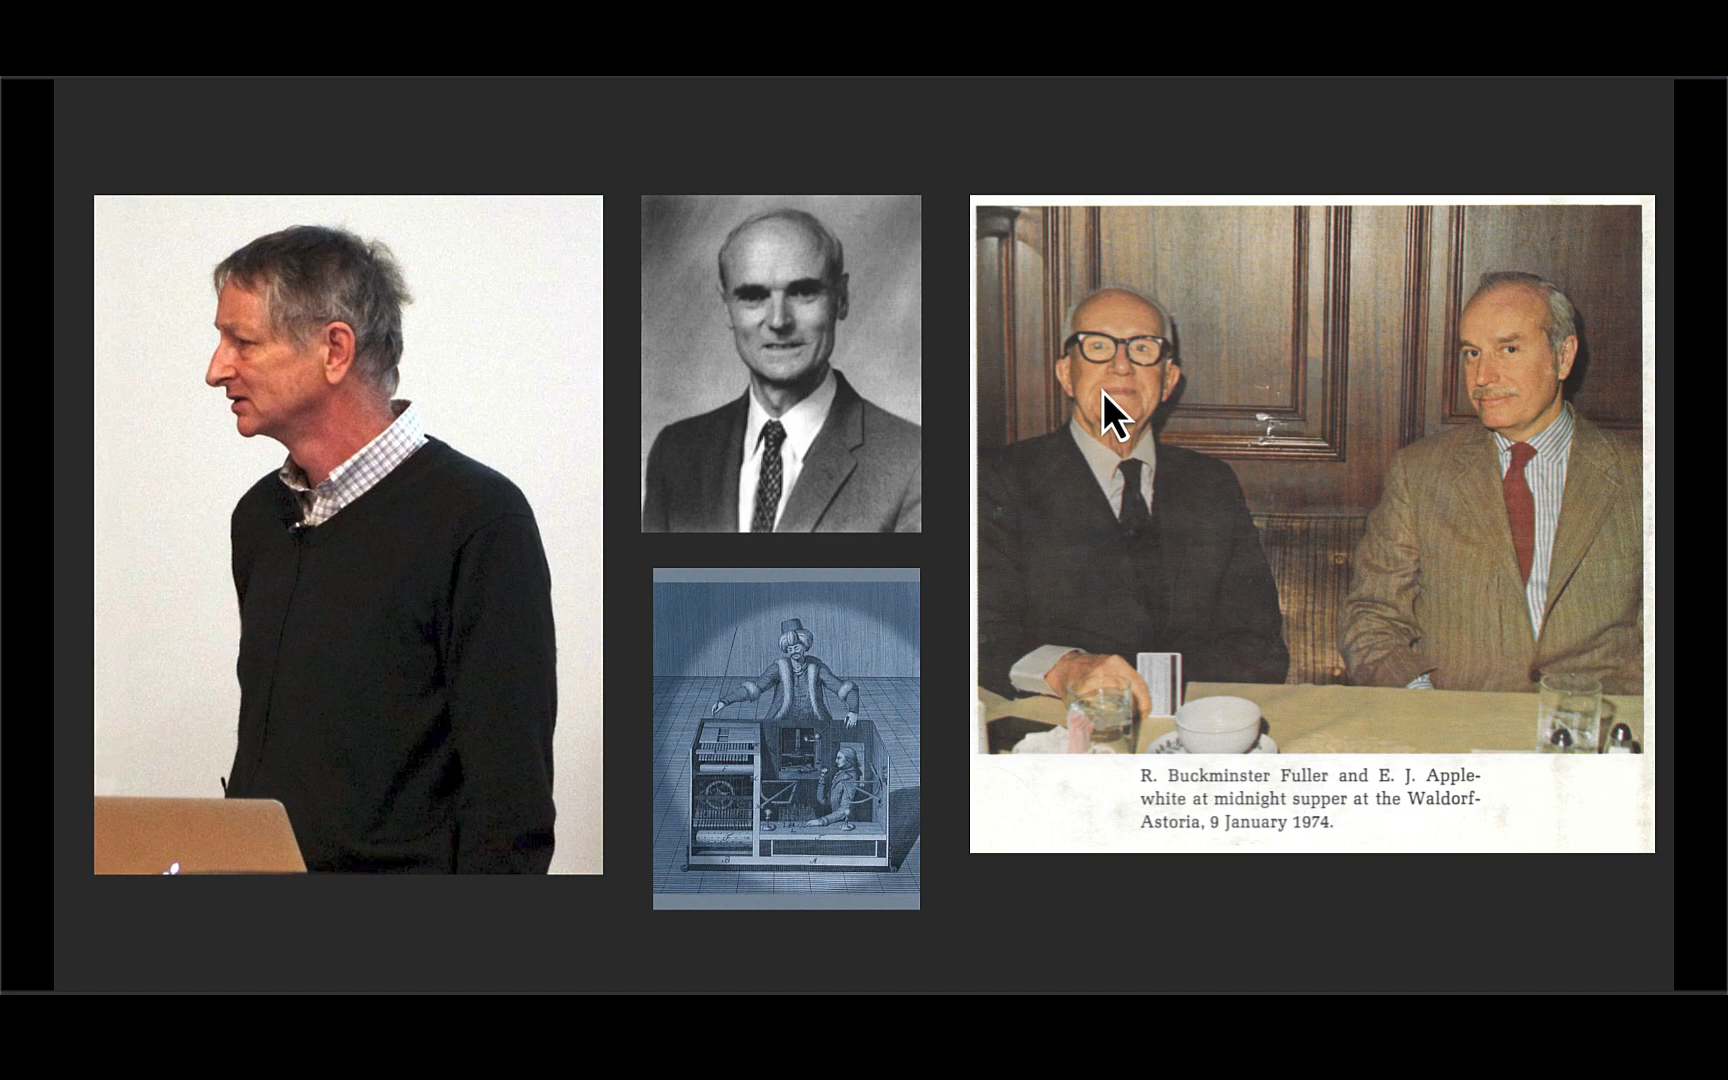 R. Buckminster Fuller and E. J. Apple-
white at midnight supper at the Waldorf-
Astoria, 9 January 1974.